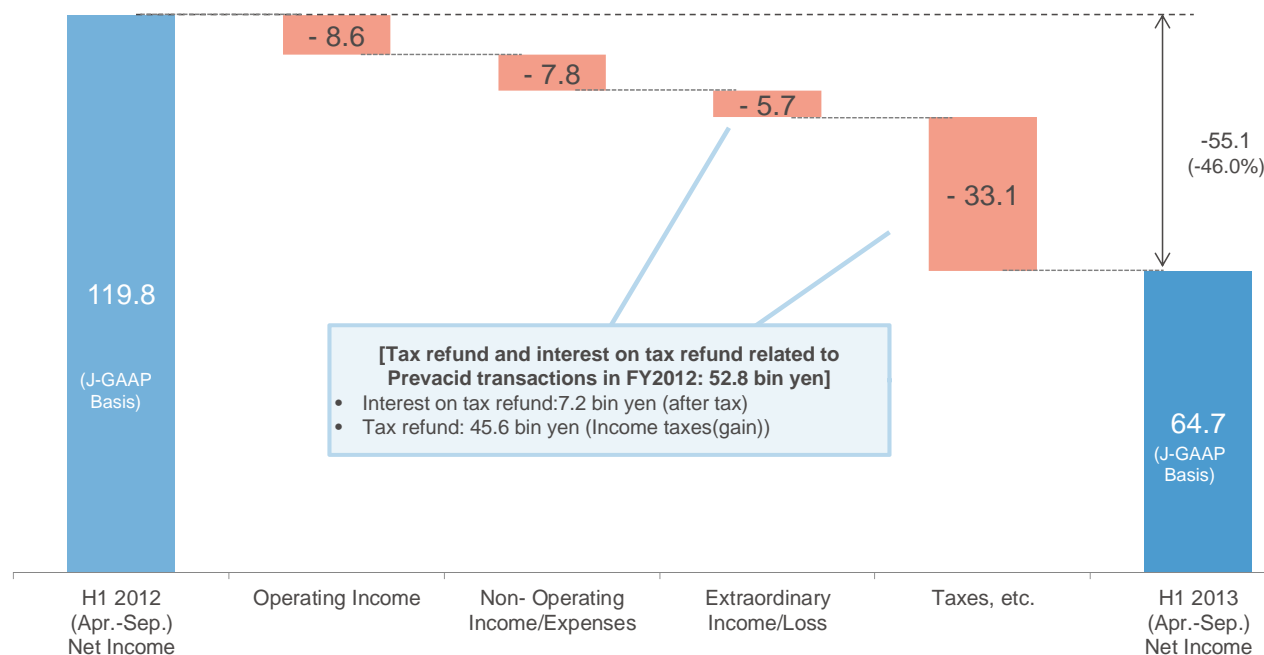 - 8.6
- 7.8
- 5.7
- 33.1
-55.1
(-46.0%)
119.8
(J-GAAP
Basis)
[Tax refund and interest on tax refund related to
Prevacid transactions in FY2012: 52.8 bin yen]
• Interest on tax refund:7.2 bin yen (after tax)
• Tax refund: 45.6 bin yen (Income taxes(gain))
64.7
(J-GAAP
Basis)
H1 2012
(Apr.-Sep.)
Net Income
Operating Income
Non- Operating
Income/Expenses
Extraordinary
Income/Loss
Taxes, etc.
H1 2013
(Apr.-Sep.)
Net Income